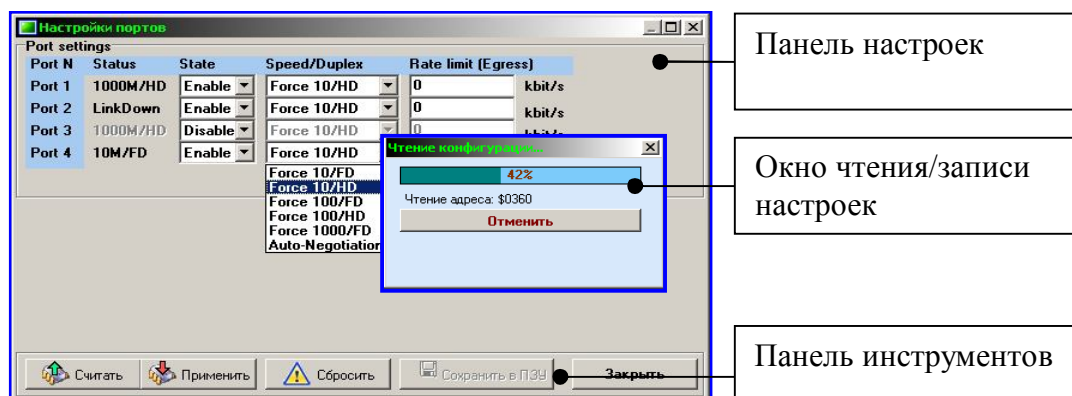 Настройки портов
Port settings
Port N Status State Speed/Duplex Rate limit (Egress)
Port 1 1000M/HD Enable Force 10/HD 0 kbit/s
Port 2 LinkDown Enable Force 10/HD 0 kbit/s
Port 3 1000M/HD Disable Force 10/HD 0 kbit/s
Port 4 10M/FD Enable Force 10/HD
Force 10/FD
Force 10/HD
Force 100/FD
Force 100/HD
Force 1000/FD
Auto-Negotiation
Чтение конфигурации...
42%
Чтение адреса: $0360
Отменить
Считать Применить Сбросить Сохранить в ПЗУ Закрыть
Панель настроек
Окно чтения/записи
настроек
Панель инструментов